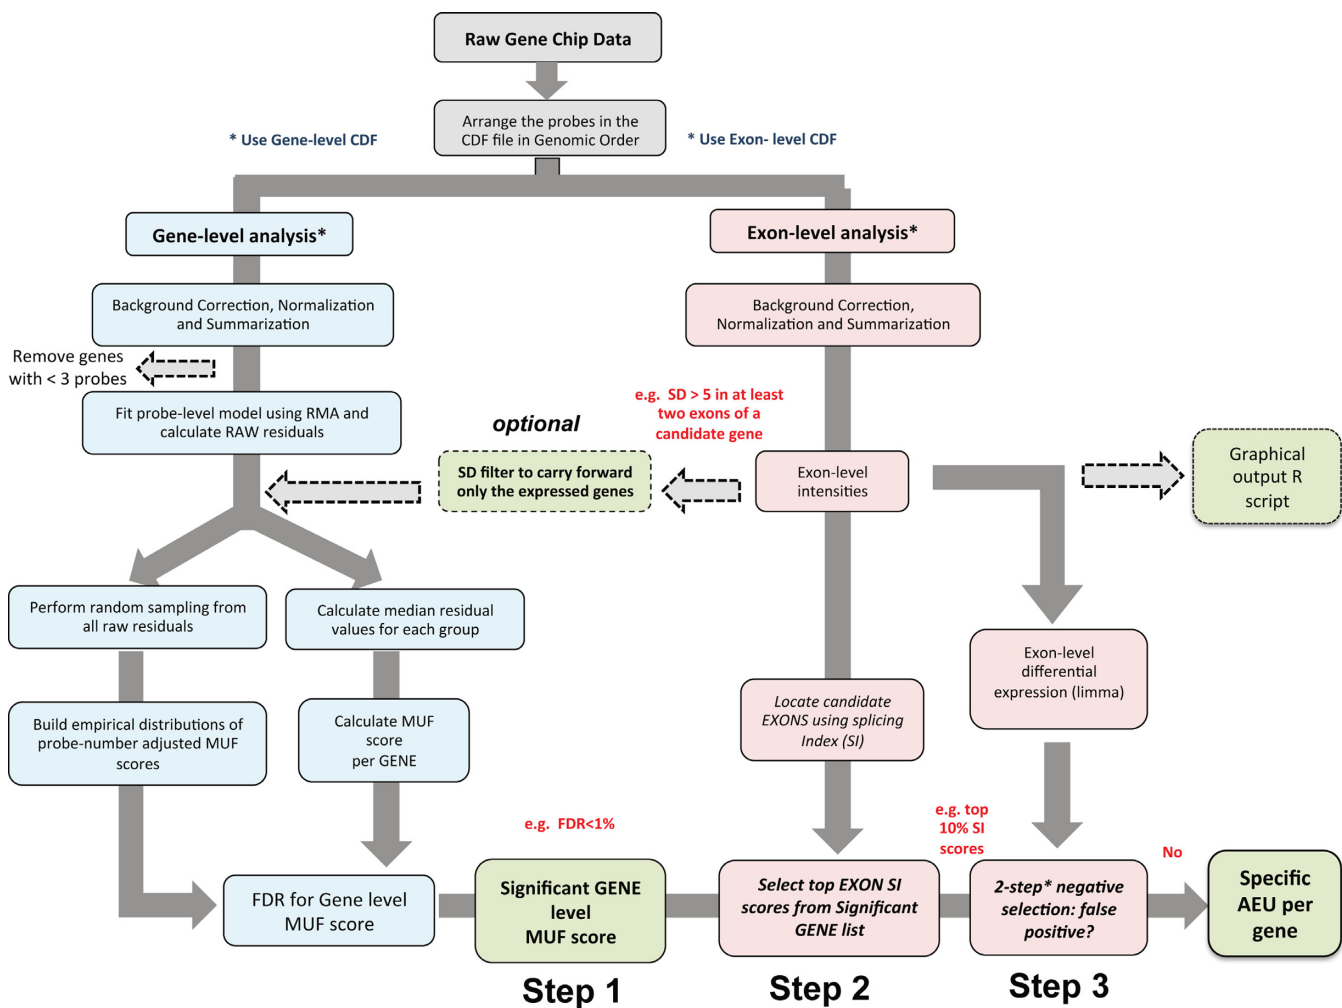 Raw Gene Chip Data
Arrange the probes in the
CDF file in Genomic Order
* Use Gene-level CDF
* Use Exon- level CDF
Gene-level analysis*
Exon-level analysis*
Background Correction, Normalization
and Summarization
Background Correction,
Normalization and Summarization
Remove genes
with < 3 probes
Fit probe-level model using RMA and
calculate RAW residuals
optional
e.g.  SD > 5 in at least
two exons of a
candidate gene
SD filter to carry forward
only the expressed genes
Exon-level
intensities
Graphical
output R
script
Perform random sampling from
all raw residuals
Calculate median residual
values for each group
Exon-level
differential
expression (limma)
Build empirical distributions of
probe-number adjusted MUF
scores
Calculate MUF
score
per GENE
Locate candidate
EXONS using splicing
Index (SI)
e.g.  FDR<1%
e.g. top
10% SI
scores
No
FDR for Gene level
MUF score
Significant GENE
level
MUF score
Select top EXON SI
scores from Significant
GENE list
2-step* negative
selection: false
positive?
Specific
AEU per
gene
Step 1
Step 2
Step 3